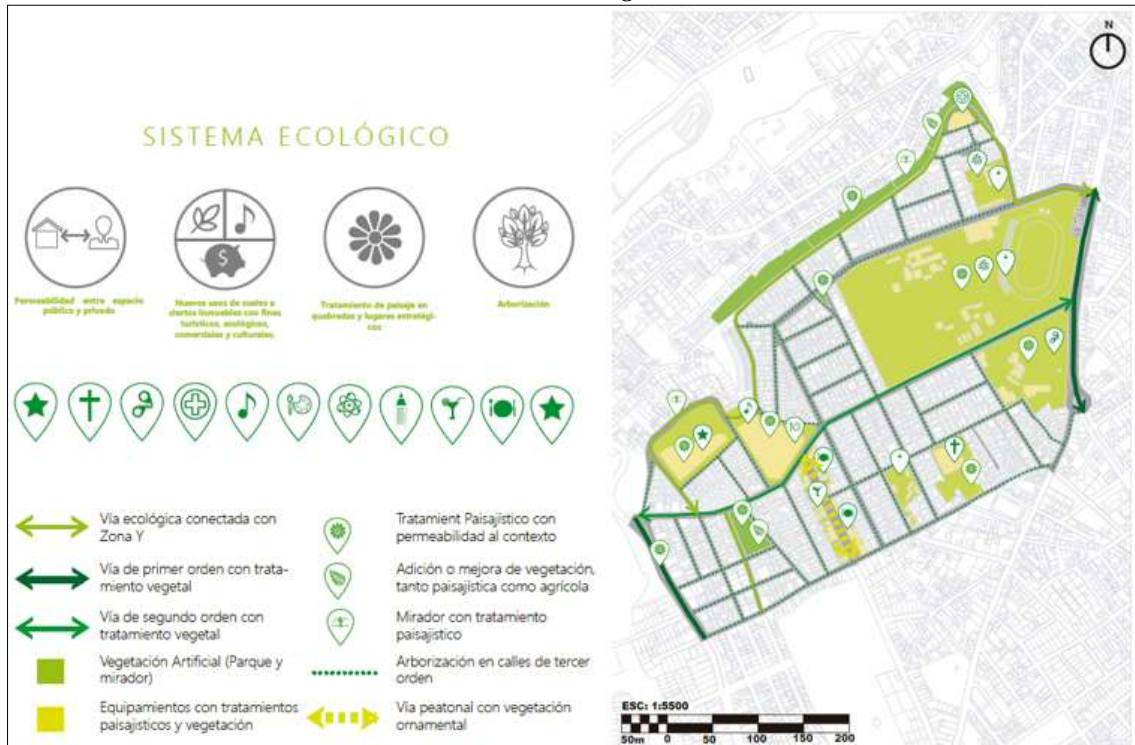 SISTEMA ECOLÓGICO
Permeabilidad entre espacio
público y privado
Nuevos usos de suelos a
ciertos inmuebles con fines
turísticos, ecológicos,
comerciales y culturales.
Tratamiento de paisaje en
quebradas y lugares estratégi-
cos
Arborización
Vía ecológica conectada con
Zona Y
Vía de primer orden con trata-
miento vegetal
Vía de segundo orden con
tratamiento vegetal
Vegetación Artificial (Parque y
mirador)
Equipamientos con tratamientos
paisajisticos y vegetación
Tratamient Paisajístico con
permeabilidad al contexto
Adición o mejora de vegetación,
tanto paisajística como agrícola
Mirador con tratamiento
paisajistico
Arborización en calles de tercer
orden
Vía peatonal con vegetación
ornamental
N
ESC: 1:5500
50m 0 50 100 150 200